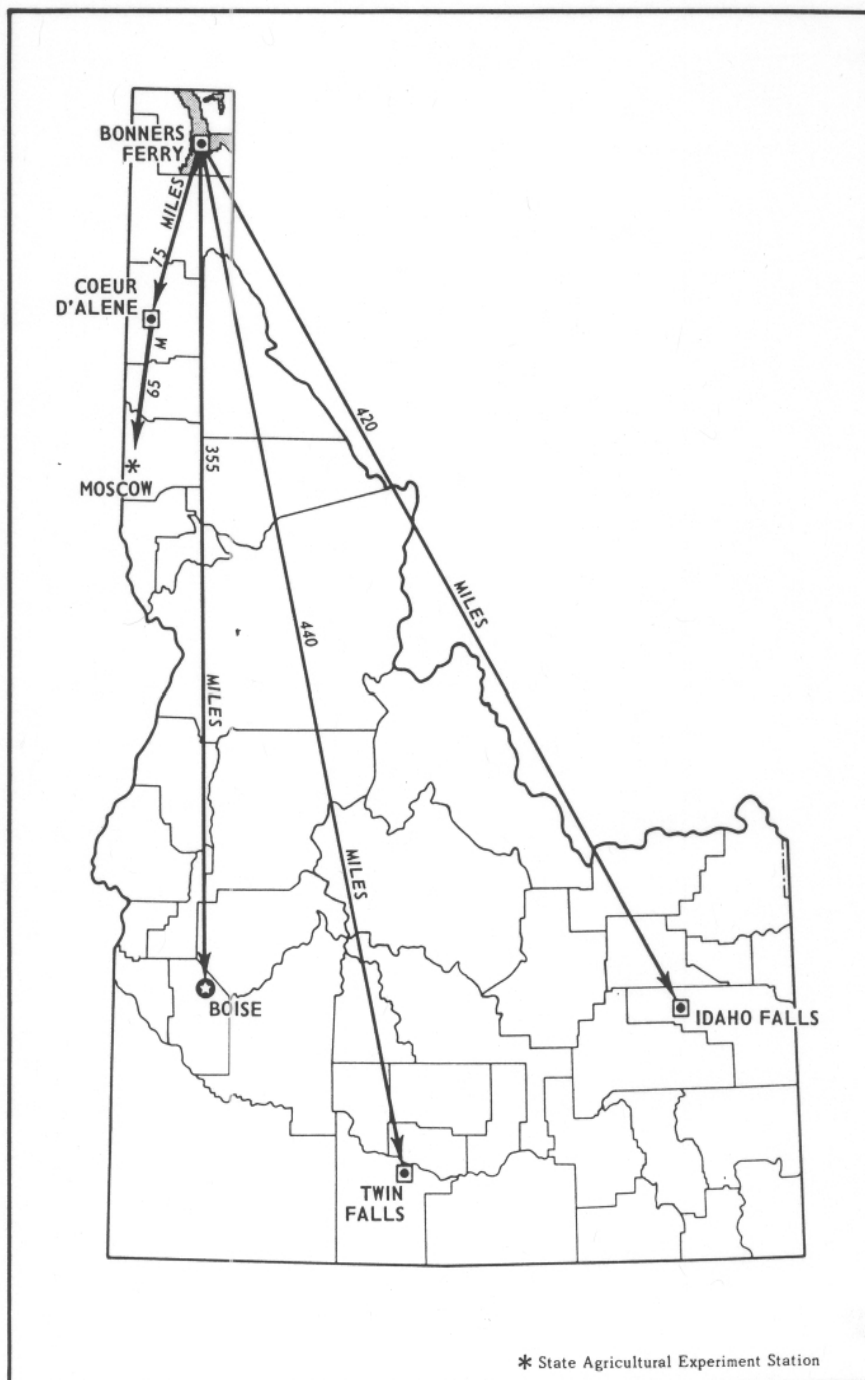 BONNERS
FERRY
75 MILES
COEUR
D'ALENE
65 M
*
MOSCOW
355 MILES
440 MILES
420 MILES
BOISE
IDAHO FALLS
TWIN
FALLS
* State Agricultural Experiment Station